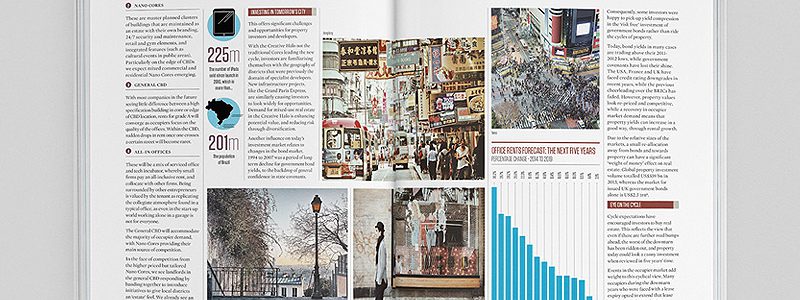 NANO CORES
These are master planned clusters
of buildings that are maintained to
an estate with their own branding,
24/7 security and maintenance,
retail and gym elements, and
integrated features (such as
cultural events in public areas).
Particularly on the edge of CBDs
we expect mixed commercial and
residential Nano Cores emerging.
GENERAL CBD
With most companies in the future
seeing little difference between a high
specification building in core or edge
of CBD location, rents for grade A will
converge as occupiers focus on the
quality of the offices. Within the CBD,
sudden drops in rent once one crosses
certain street will become rarer.
ALL-IN OFFICES
These will be a mix of serviced office
and tech incubator, whereby small
firms pay an all-inclusive rent, and
collocate with other firms. Being
surrounded by other entrepreneurs
is valued by the tenant as replicating
the collegiate atmosphere found in a
typical office, as even in the start-up
world working alone in a garage is
not for everyone.
The General CBD will accommodate
the majority of occupier demand,
with Nano Cores providing their
main source of competition.
In the face of competition from
the higher priced but tailored
Nano Cores, we see landlords in
the general CBD responding by
banding together to introduce
initiatives to give local districts
an 'estate' feel. We already see an
225m
The number of iPads
sold since launch in
2010, which is
more than...
201m
The population
of Brazil
INVESTING IN TOMORROW'S CITY
This offers significant challenges
and opportunities for property
investors and developers.
With the Creative Halo not the
traditional Cores leading the new
cycle, investors are familiarising
themselves with the geography of
districts that were previously the
domain of specialist developers.
New infrastructure projects,
like the Grand Paris Express,
are similarly causing investors
to look widely for opportunities.
Demand for mixed-use real estate
in the Creative Halo is enhancing
potential value, and reducing risk
through diversification.
Another influence on today's
investment market relates to
changes in the bond market.
1994 to 2007 was a period of long-
term decline for government bond
yields, to the backdrop of general
confidence in state covenants.
OFFICE RENTS FORECAST: THE NEXT FIVE YEARS
PERCENTAGE CHANGE - 2014 TO 2019
Consequently, some investors were
happy to pick up yield compression
in the 'risk free' investment of
government bonds rather than
ride the cycles of property.
Today, bond yields in many cases
are trading above their 2011-
2012 lows, while government
covenants have lost their shine.
The USA, France and UK have
faced credit rating downgrades in
recent years, while the previous
cheerleading over the BRICs has
faded. However, property values
look re-priced and competitive,
while a recovery in occupier
market demand means that
property yields can increase in a
good way, through rental growth.
Due to the relative sizes of the
markets, a small re-allocation
away from bonds and towards
property can have a significant
'weight of money' effect on real
estate. Global property investing
volume totalled US$576 bn in
2013, whereas the market for
issued UK government bonds
alone is US$2.3 trn.
EYE ON THE CYCLE
Cycle expectations have
encouraged investors to buy real
estate. This reflects the view that
even if there are further road bumps
ahead, the worst of the downturn
has been ridden out, and property
today could look a canny investment
when reviewed in five years' time.
Events in the occupier market add
weight to this cyclical view. Many
occupiers during the downturn
years who were faced with a lease
expiry opted to extend that lease